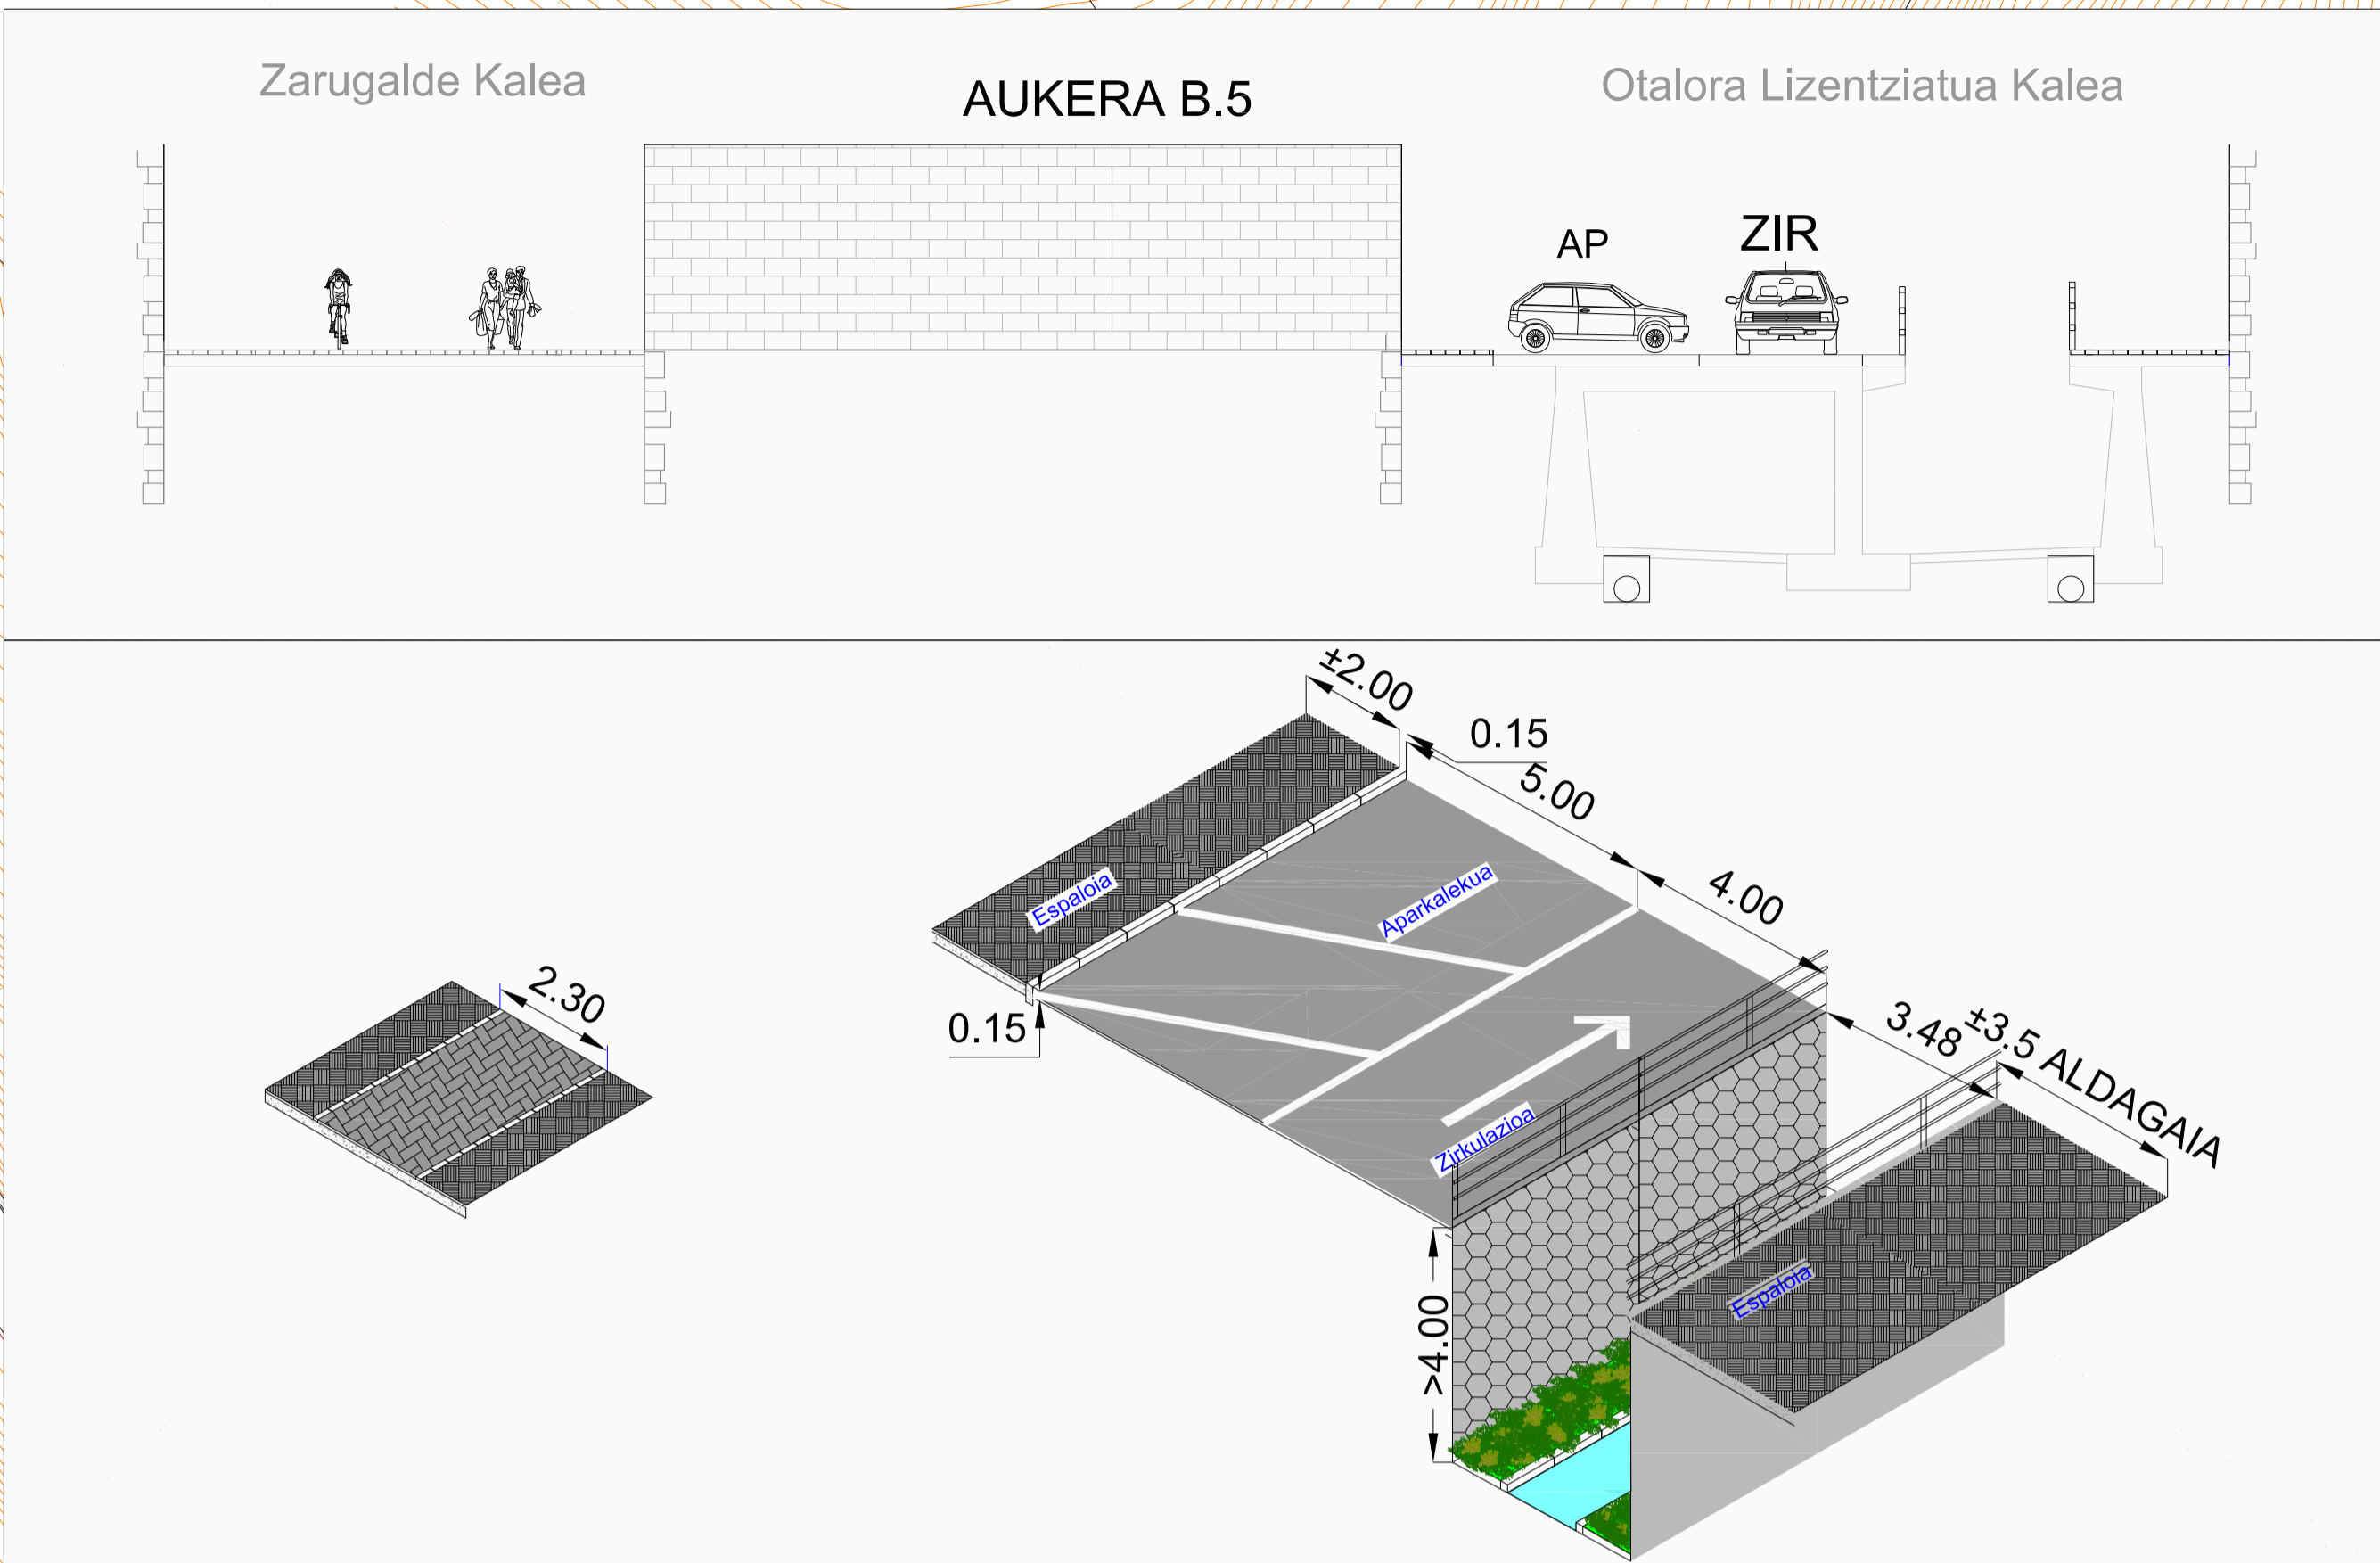 Zarugalde Kalea
AUKERA B.5
Otalora Lizentziatua Kalea
AP
ZIR
±2.00
0.15
5.00
4.00
3.48
±3.5 ALDAGAIA
Espaloia
Aparkalekua
2.30
0.15
Zirkulazioa
Espaloia
>4.00